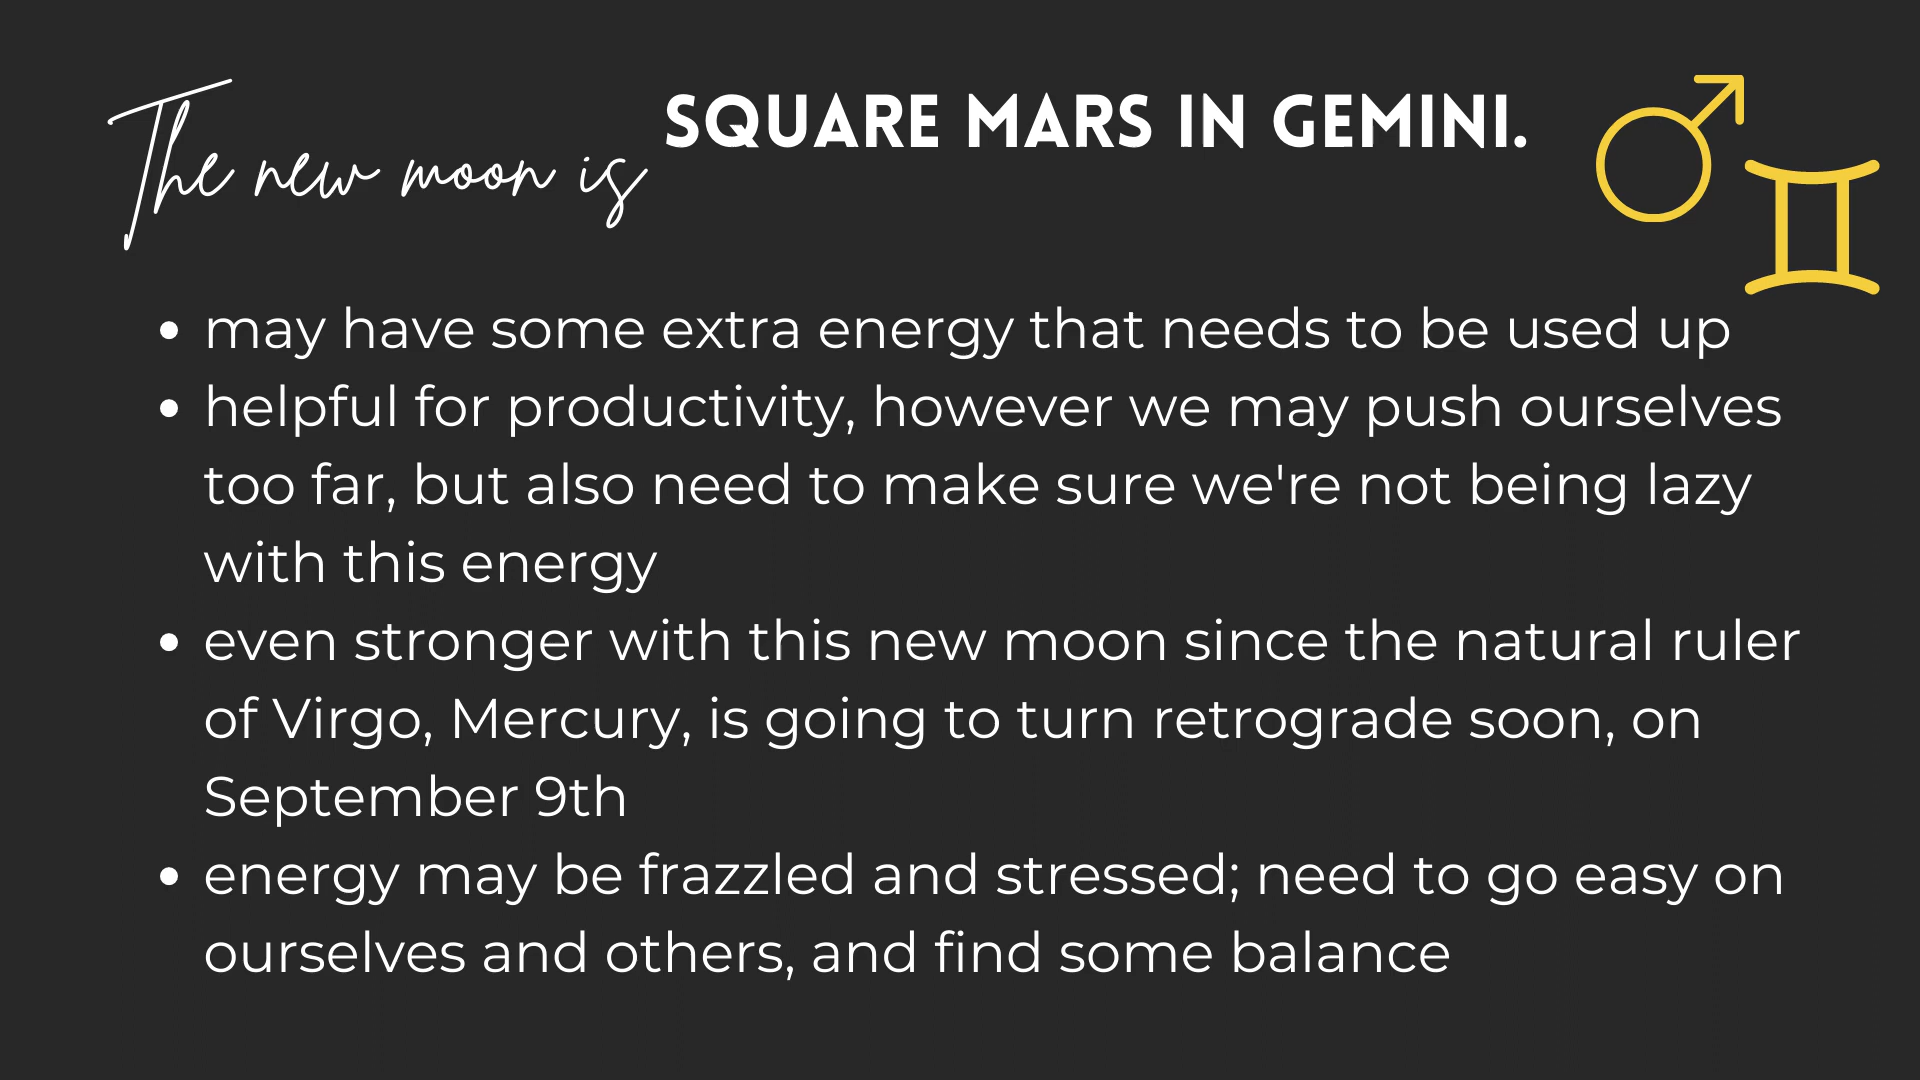 The new moon is SQUARE MARS IN GEMINI.
• may have some extra energy that needs to be used up
• helpful for productivity, however we may push ourselves
too far, but also need to make sure we're not being lazy
with this energy
• even stronger with this new moon since the natural ruler
of Virgo, Mercury, is going to turn retrograde soon, on
September 9th
• energy may be frazzled and stressed; need to go easy on
ourselves and others, and find some balance